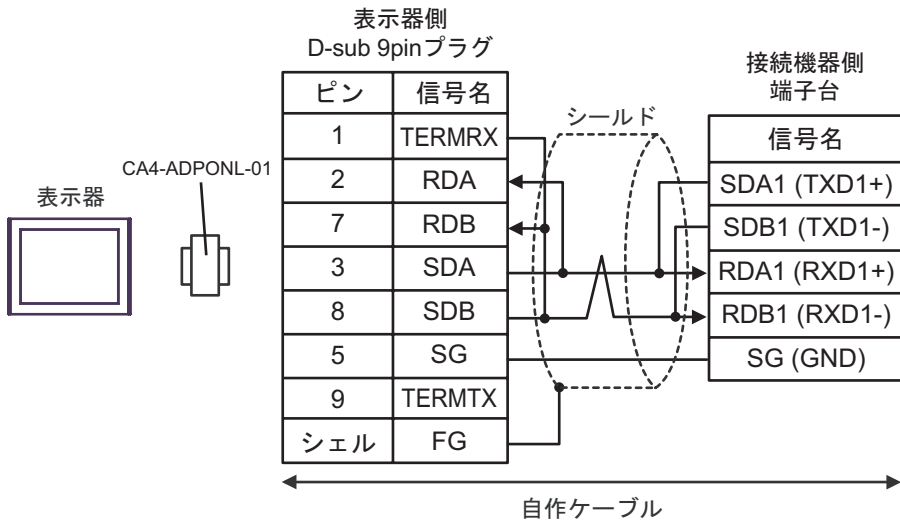 表示器側
D-sub 9pinプラグ
接続機器側
端子台
ピン 信号名
シールド
信号名
1 TERMRX
CA4-ADPONL-01
表示器
2 RDA
SDA1 (TXD1+)
7 RDB
SDB1 (TXD1-)
3 SDA
RDA1 (RXD1+)
8 SDB
RDB1 (RXD1-)
5 SG
SG (GND)
9 TERMTX
シェル FG
自作ケーブル